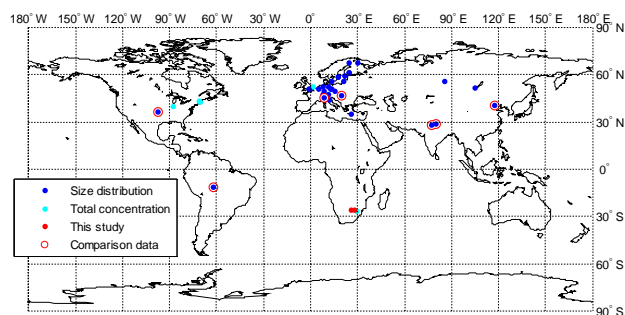 180° W 150° W 120° W 90° W 60° W 30° W 0° 30° E 60° E 90° E 120° E 150° E 180° E
90° N
60° N
30° N
0°
30° S
60° S
90° S
Size distribution
Total concentration
This study
Comparison data